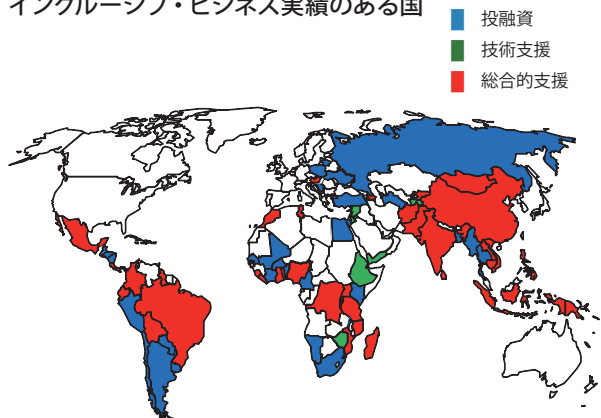 インクルーシブ・ビジネス実績のある国
投融資
技術支援
総合的支援